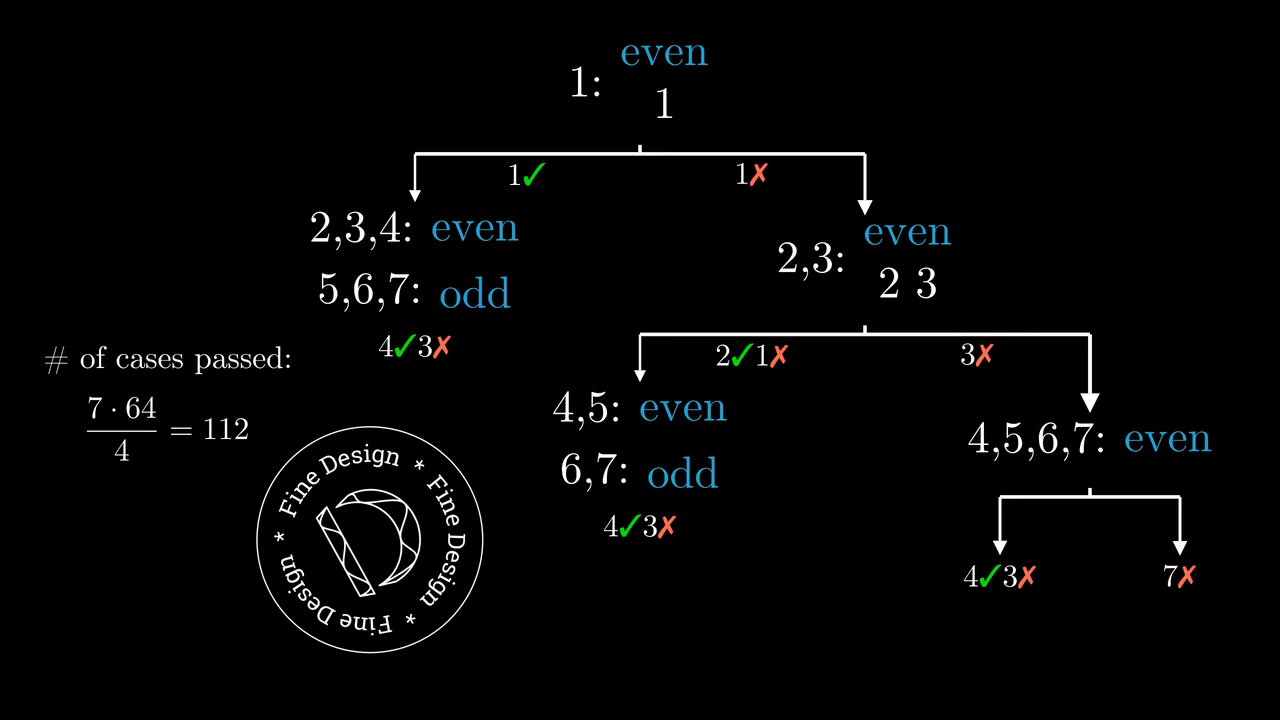 even
1:
1
1✓ 1✗
2,3,4: even
5,6,7: odd
4✓3✗
even
2,3:
2 3
2✓1✗ 3✗
# of cases passed:
7 · 64
4
= 112
4,5: even
6,7: odd
4✓3✗
4,5,6,7: even
4✓3✗ 7✗
Fine Design * Fine Design * Fine Design *